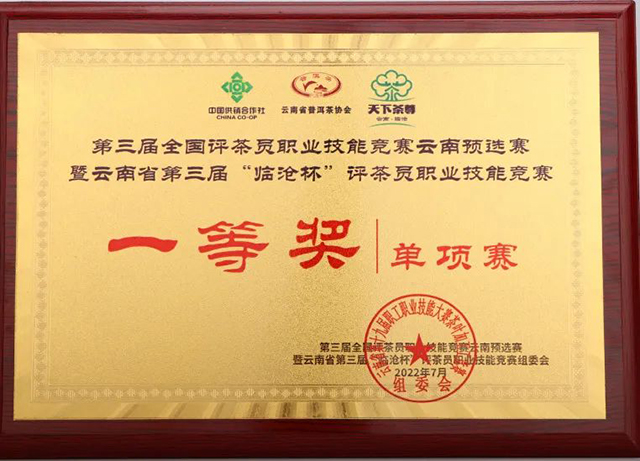 中国供销合作社
CHINA CO-OP
云南省普洱茶协会
天下茶尊
云南·临沧
第三届全国评茶员职业技能竞赛云南预选赛
暨云南省第三届“临沧杯”评茶员职业技能竞赛
一等奖 单项赛
第三届全国评茶员职业技能竞赛云南预选赛
暨云南省第三届“临沧杯”评茶员职业技能竞赛组委会
2022年7月
组委会